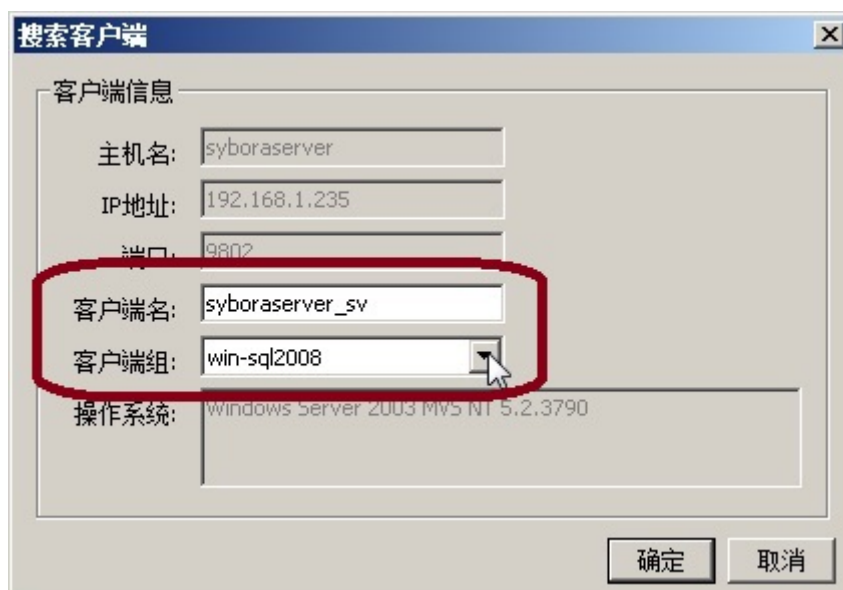 搜索客户端
客户端信息
主机名: syboraserver
IP地址: 192.168.1.235
端口: 9802
客户端名: syboraserver_sv
客户端组: win-sql2008
操作系统: Windows Server 2003 MVS NT 5.2.3790
确定 取消